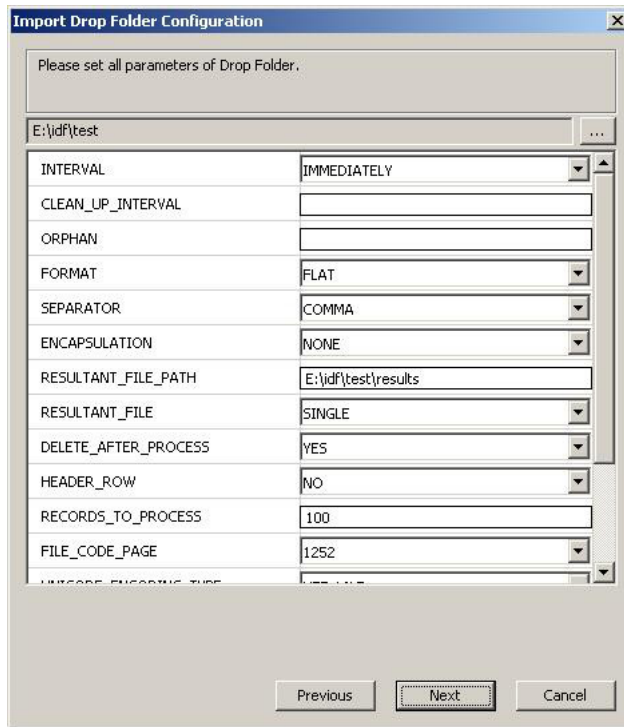 Import Drop Folder Configuration
Please set all parameters of Drop Folder.
E:\idf\test ...
INTERVAL IMMEDIATELY
CLEAN_UP_INTERVAL
ORPHAN
FORMAT FLAT
SEPARATOR COMMA
ENCAPSULATION NONE
RESULTANT_FILE_PATH E:\idf\test\results
RESULTANT_FILE SINGLE
DELETE_AFTER_PROCESS YES
HEADER_ROW NO
RECORDS_TO_PROCESS 100
FILE_CODE_PAGE 1252
UNICODE_ENCODING_TYPE
Previous Next Cancel